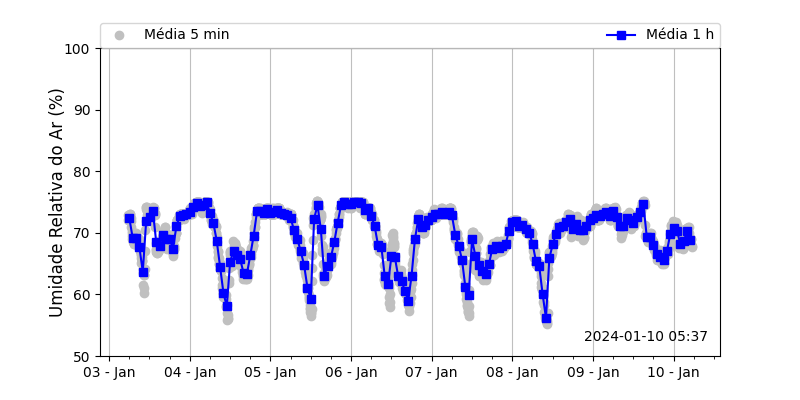 Média 5 min
Média 1 h
100
90
80
70
60
50
Umidade Relativa do Ar (%)
2024-01-10 05:37
03 - Jan
04 - Jan
05 - Jan
06 - Jan
07 - Jan
08 - Jan
09 - Jan
10 - Jan